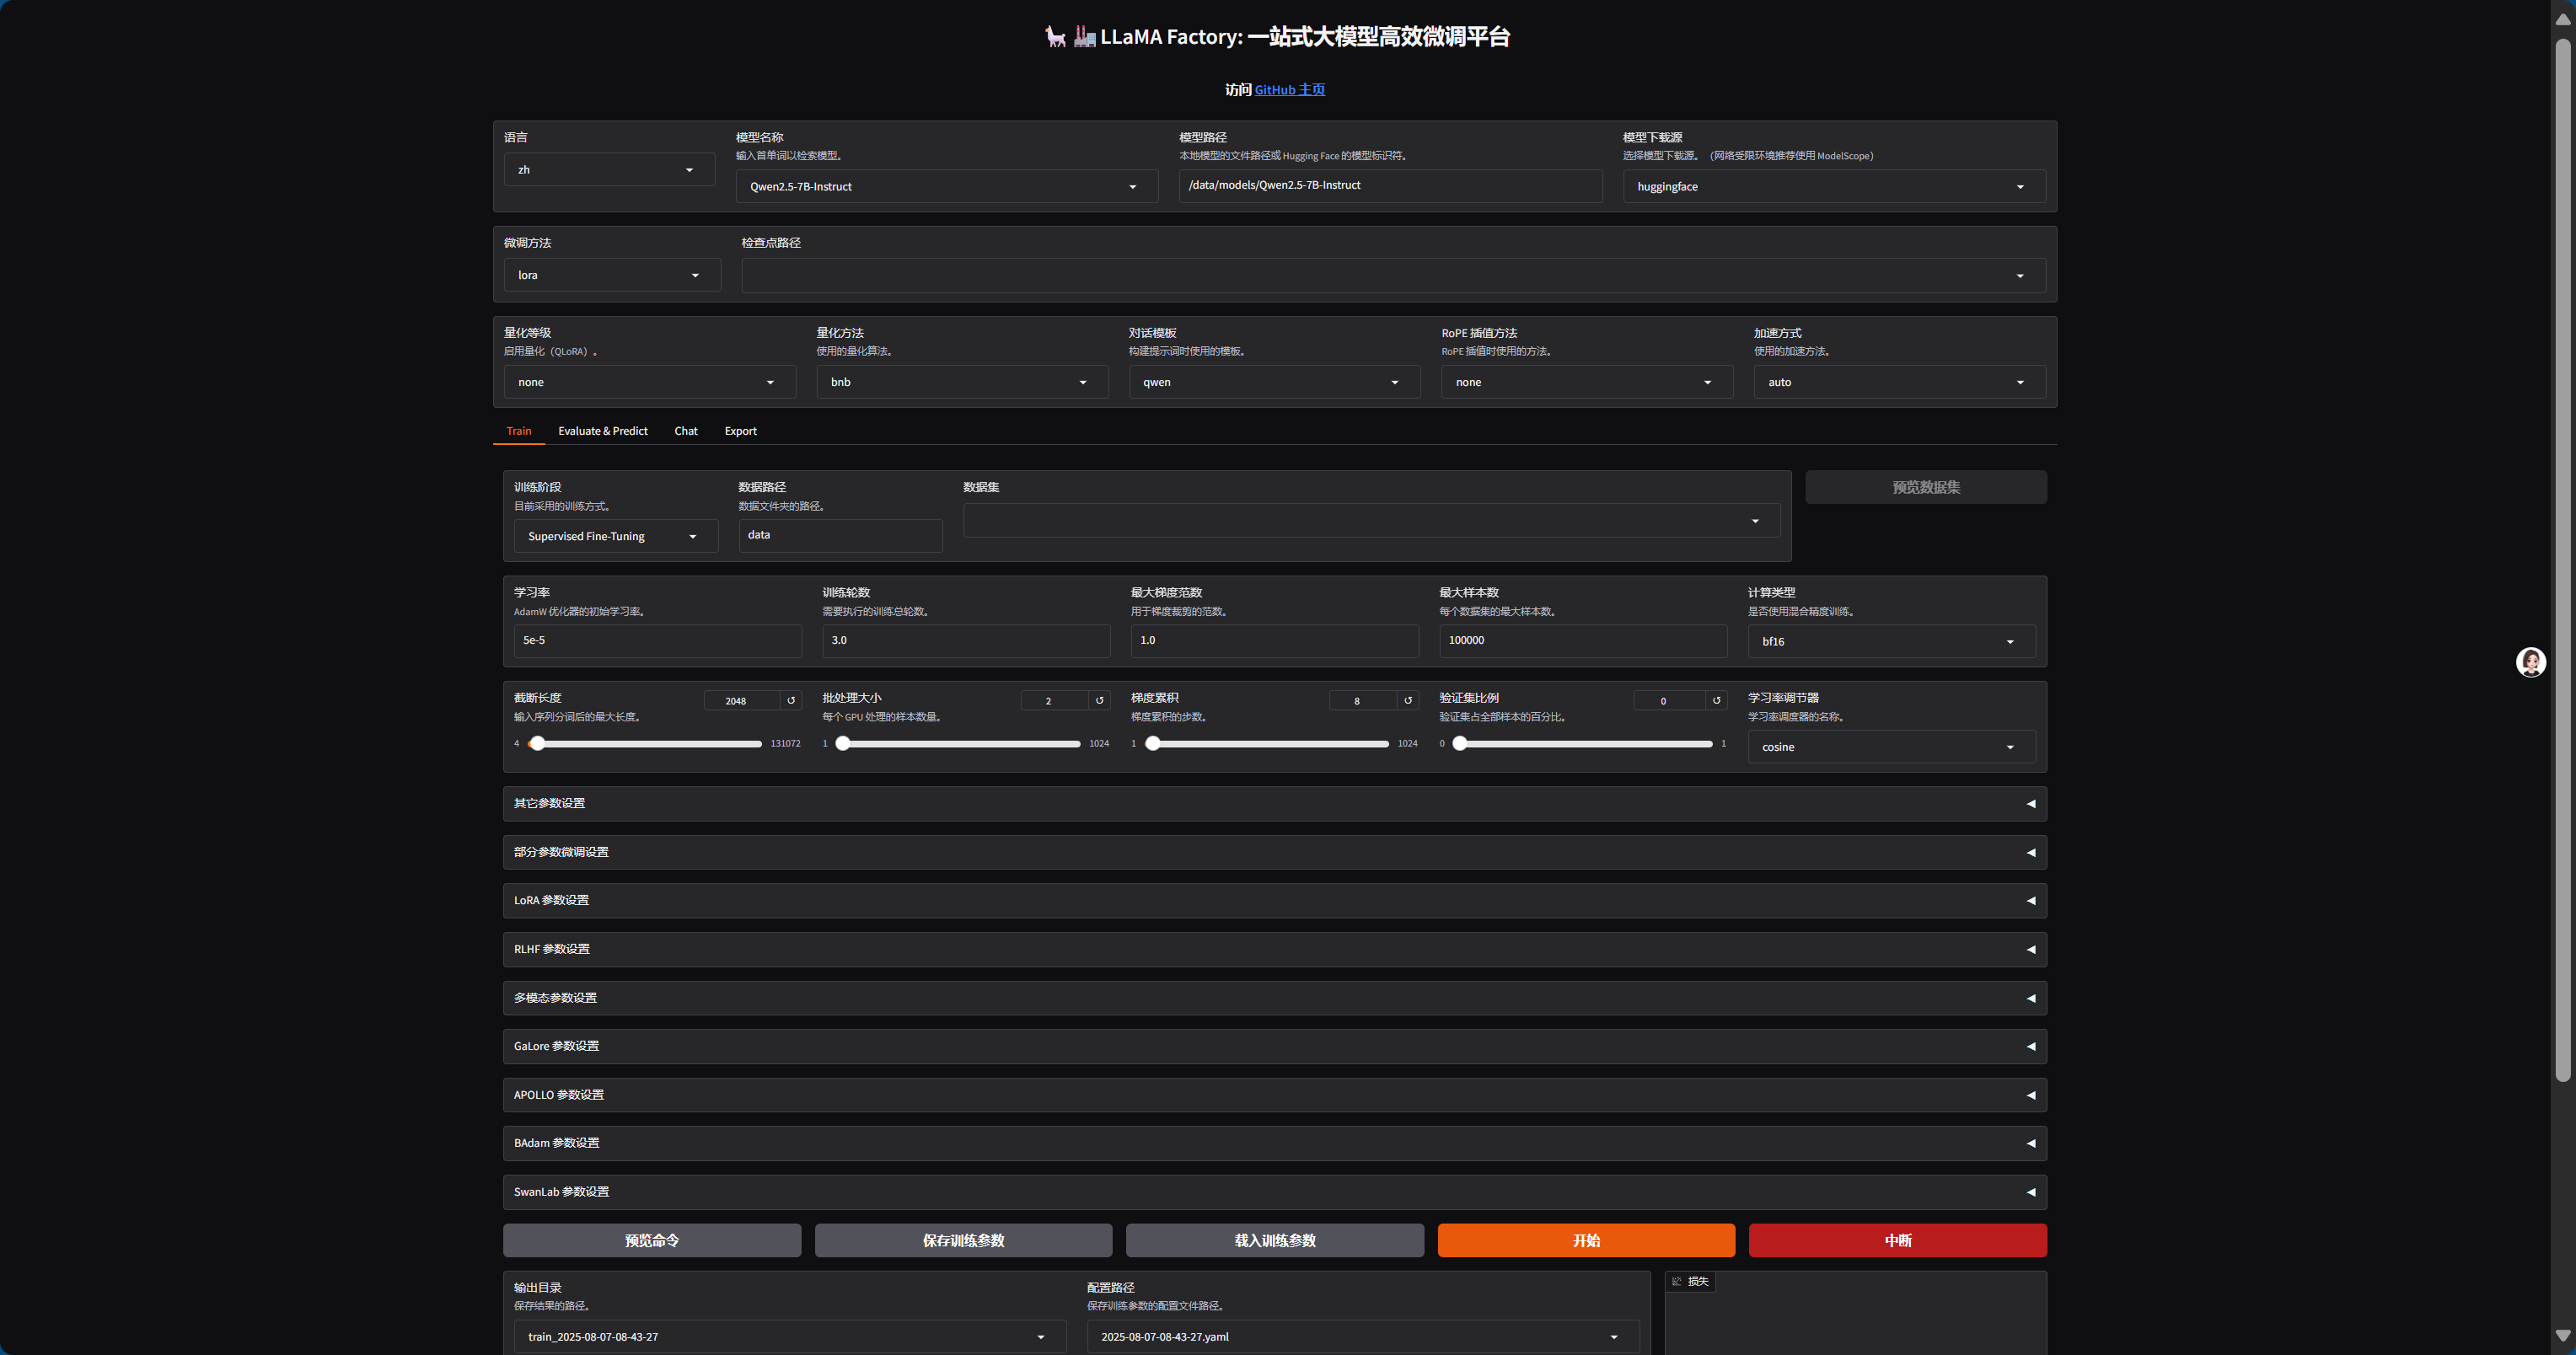 LLaMA Factory: 一站式大模型高效微调平台
访问 GitHub 主页
语言
zh
模型名称
输入首单词以检索模型。
Qwen2.5-7B-Instruct
模型路径
本地模型的文件路径或 Hugging Face 的模型标识符。
/data/models/Qwen2.5-7B-Instruct
模型下载源
选择模型下载源。（网络受限环境推荐使用 ModelScope）
huggingface
微调方法
lora
检查点路径
量化等级
启用量化（QLoRA）。
none
量化方法
使用的量化算法。
bnb
对话模板
构建提示词时使用的模板。
qwen
RoPE 插值方法
RoPE 插值时使用的方法。
none
加速方式
使用的加速方法。
auto
Train Evaluate & Predict Chat Export
训练阶段
目前采用的训练方式。
Supervised Fine-Tuning
数据路径
数据文件夹的路径。
data
数据集
预览数据集
学习率
AdamW 优化器的初始学习率。
5e-5
训练轮数
需要执行的训练总轮数。
3.0
最大梯度范数
用于梯度裁剪的范数。
1.0
最大样本数
每个数据集的最大样本数。
100000
计算类型
是否使用混合精度训练。
bf16
截断长度 2048 ↺
输入序列分词后的最大长度。
4 131072
批处理大小 2 ↺
每个 GPU 处理的样本数量。
1 1024
梯度累积 8 ↺
梯度累积的步数。
1 1024
验证集比例 0 ↺
验证集占全部样本的百分比。
0 1
学习率调节器
学习率调度器的名称。
cosine
其它参数设置
部分参数微调设置
LoRA 参数设置
RLHF 参数设置
多模态参数设置
GaLore 参数设置
APOLLO 参数设置
BAdam 参数设置
SwanLab 参数设置
预览命令 保存训练参数 载入训练参数 开始 中断
输出目录
保存结果的路径。
train_2025-08-07-08-43-27
配置路径
保存训练参数的配置文件路径。
2025-08-07-08-43-27.yaml
损失